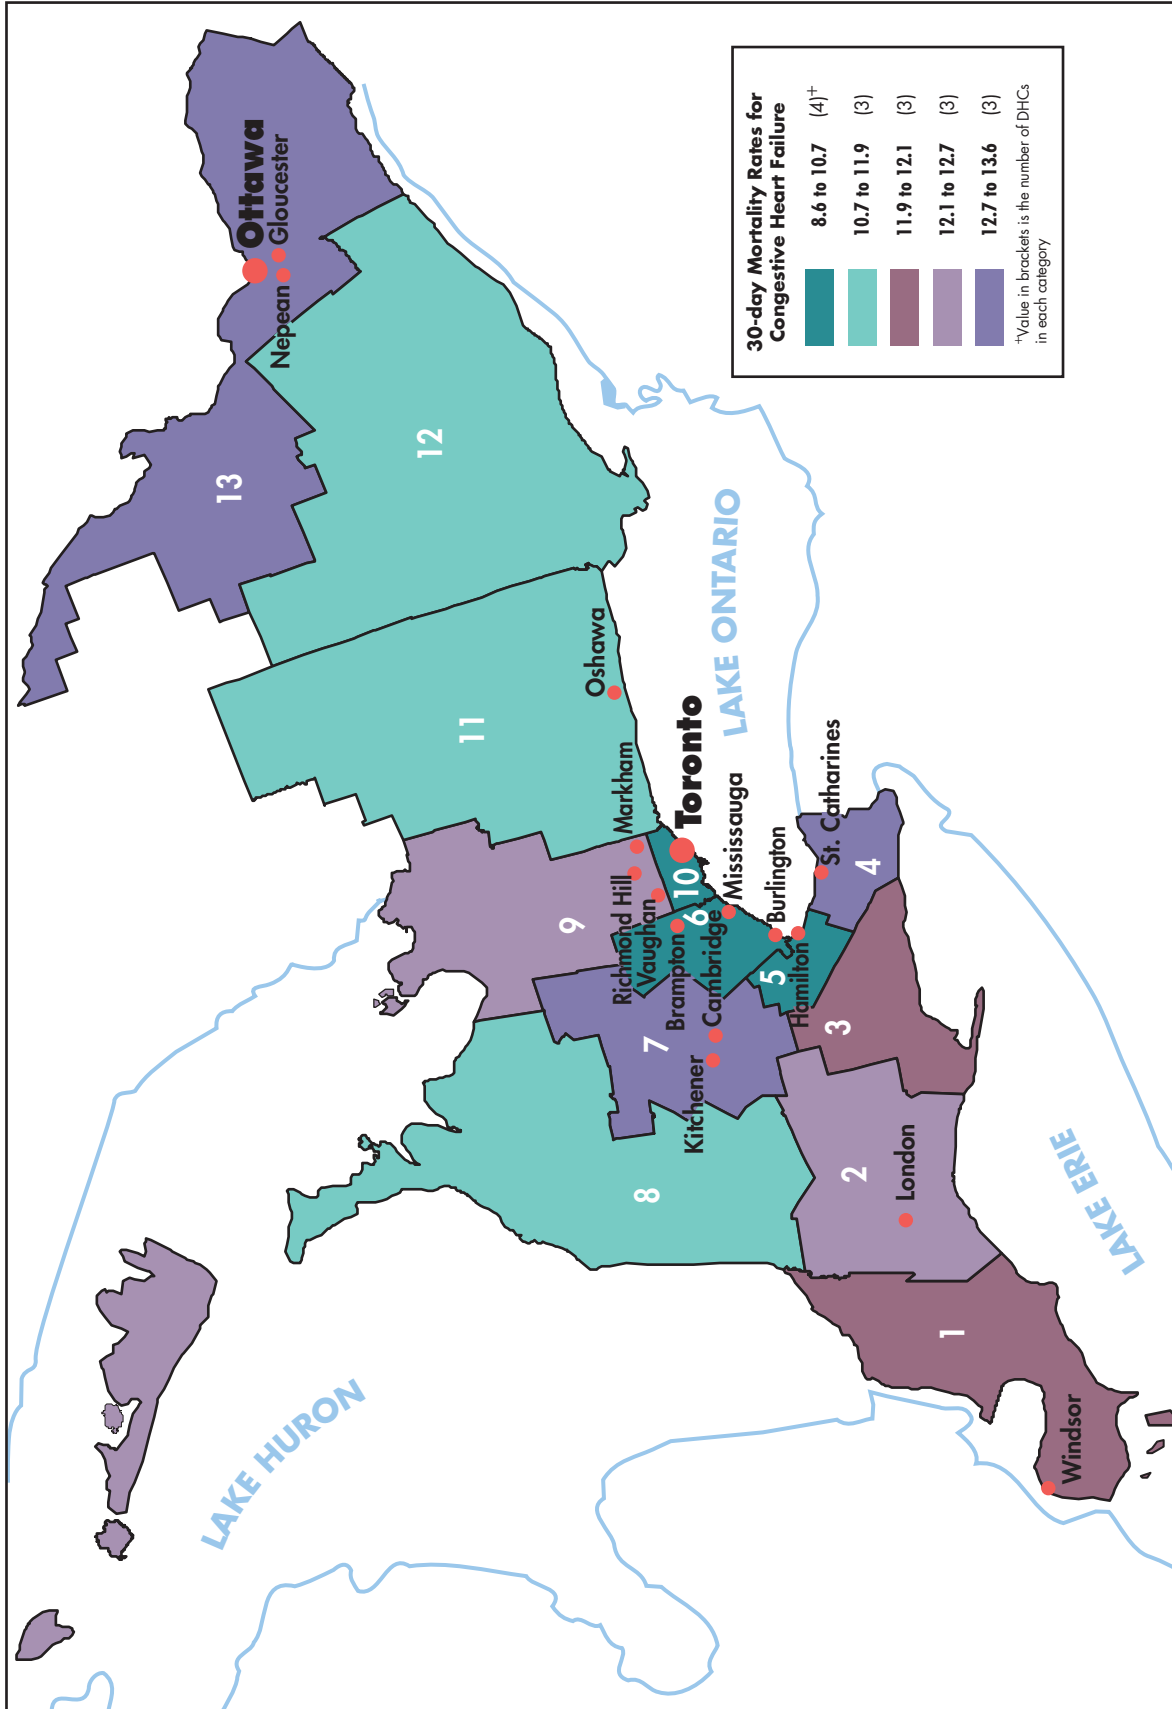 Ottawa
Gloucester
Nepean
13
12
11
Oshawa
Markham
Toronto
Richmond Hill
Vaughan
Brampton
Cambridge
Kitchener
Mississauga
Burlington
Hamilton
St. Catharines
London
Windsor
10
9
8
7
6
5
4
3
2
1
LAKE HURON
LAKE ONTARIO
LAKE ERIE
30-day Mortality Rates for
Congestive Heart Failure
8.6 to 10.7 (4)+
10.7 to 11.9 (3)
11.9 to 12.1 (3)
12.1 to 12.7 (3)
12.7 to 13.6 (3)
+Value in brackets is the number of DHCs
in each category